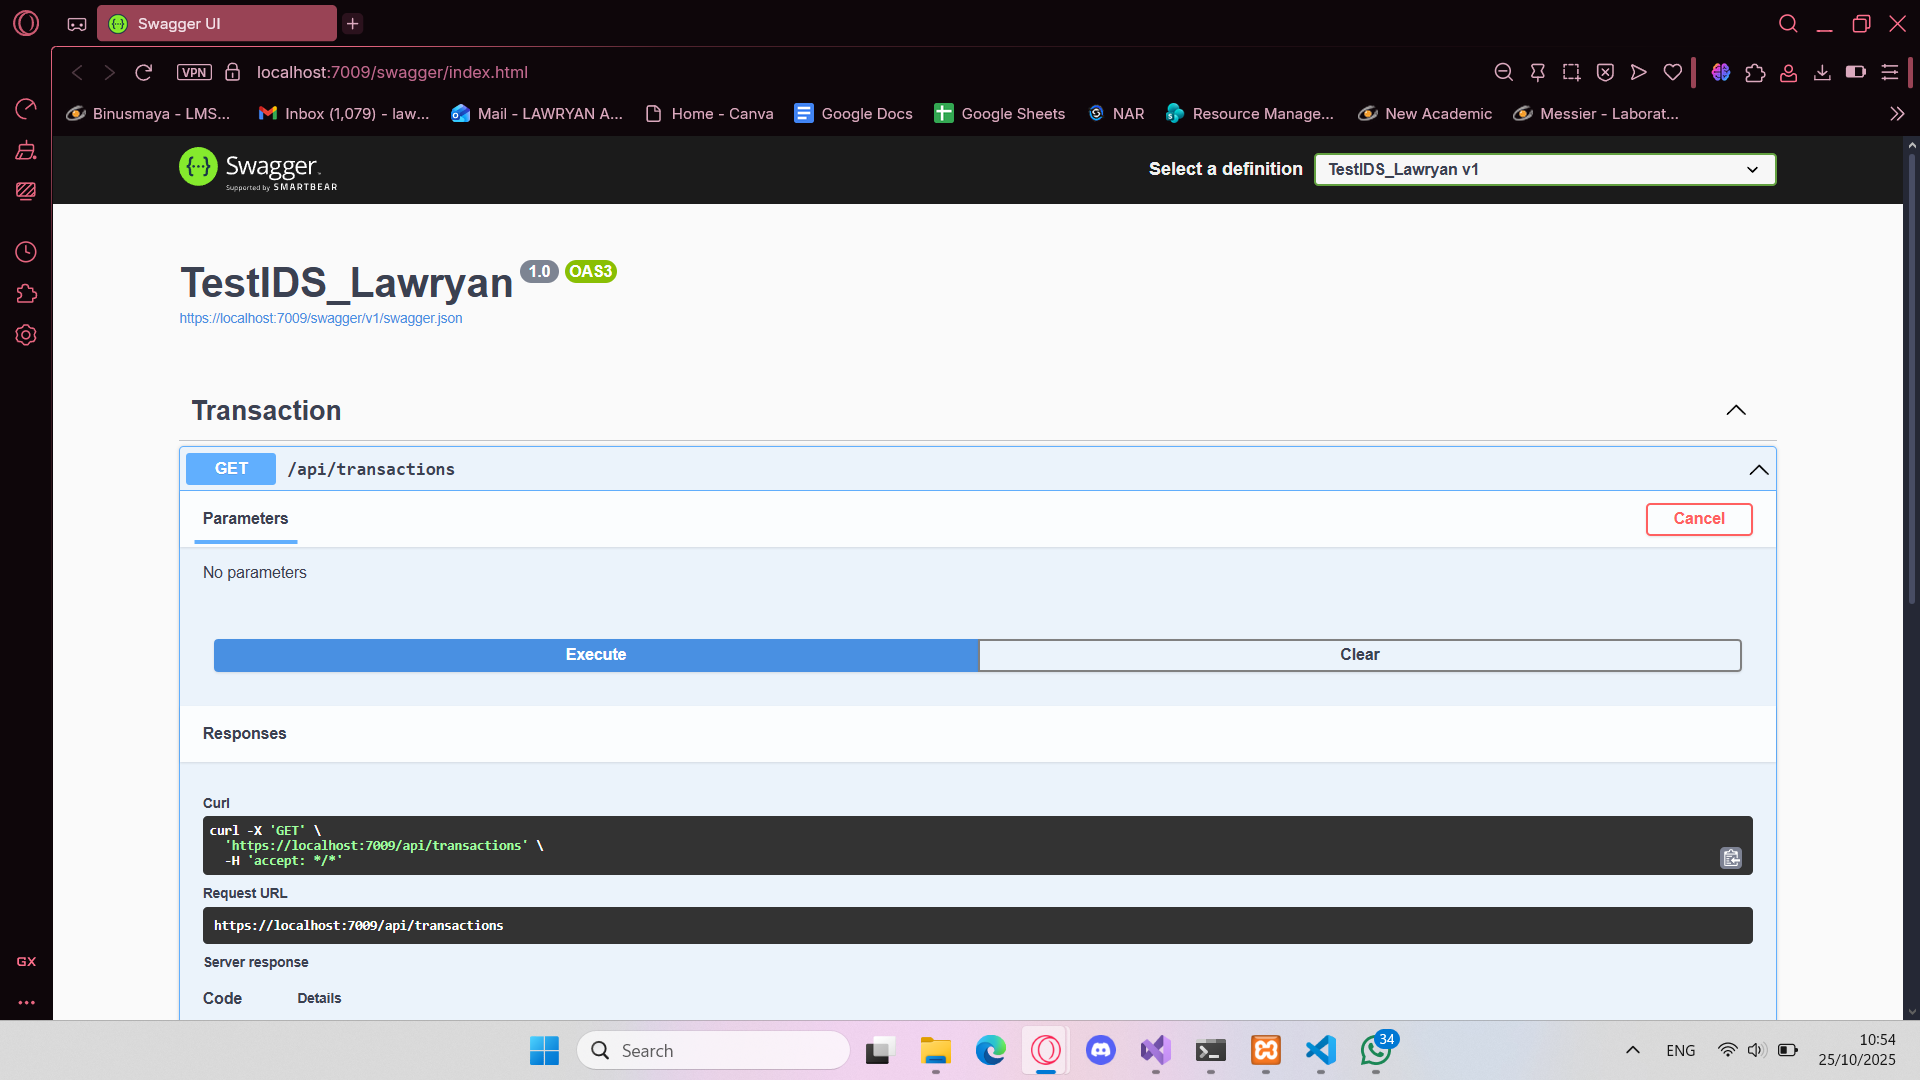 Swagger UI
VPN
localhost:7009/swagger/index.html
Binusmaya - LMS...
Inbox (1,079) - law...
Mail - LAWRYAN A...
Home - Canva
Google Docs
Google Sheets
NAR
Resource Manage...
New Academic
Messier - Laborat...
Swagger
Supported by SMARTBEAR
Select a definition
TestIDS_Lawryan v1
TestIDS_Lawryan 1.0 OAS3
https://localhost:7009/swagger/v1/swagger.json
Transaction
GET /api/transactions
Parameters
Cancel
No parameters
Execute
Clear
Responses
Curl
curl -X 'GET' \
'https://localhost:7009/api/transactions' \
-H 'accept: */*'
Request URL
https://localhost:7009/api/transactions
Server response
Code Details
GX
Search
34
ENG
10:54
25/10/2025